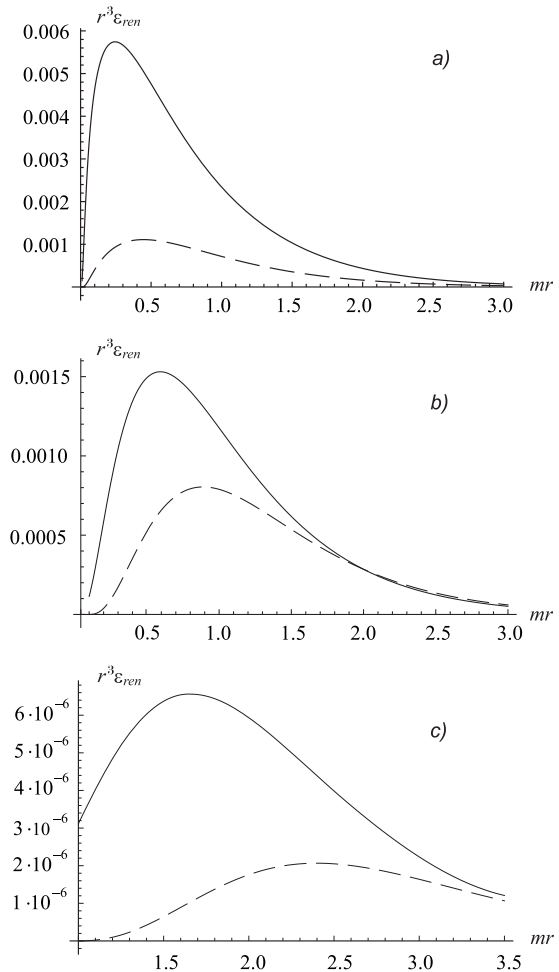 r³ε_ren
a)
0.006
0.005
0.004
0.003
0.002
0.001
0.5 1.0 1.5 2.0 2.5 3.0 mr
r³ε_ren
b)
0.0015
0.0010
0.0005
0.5 1.0 1.5 2.0 2.5 3.0 mr
r³ε_ren
c)
6·10⁻⁶
5·10⁻⁶
4·10⁻⁶
3·10⁻⁶
2·10⁻⁶
1·10⁻⁶
1.5 2.0 2.5 3.0 3.5 mr